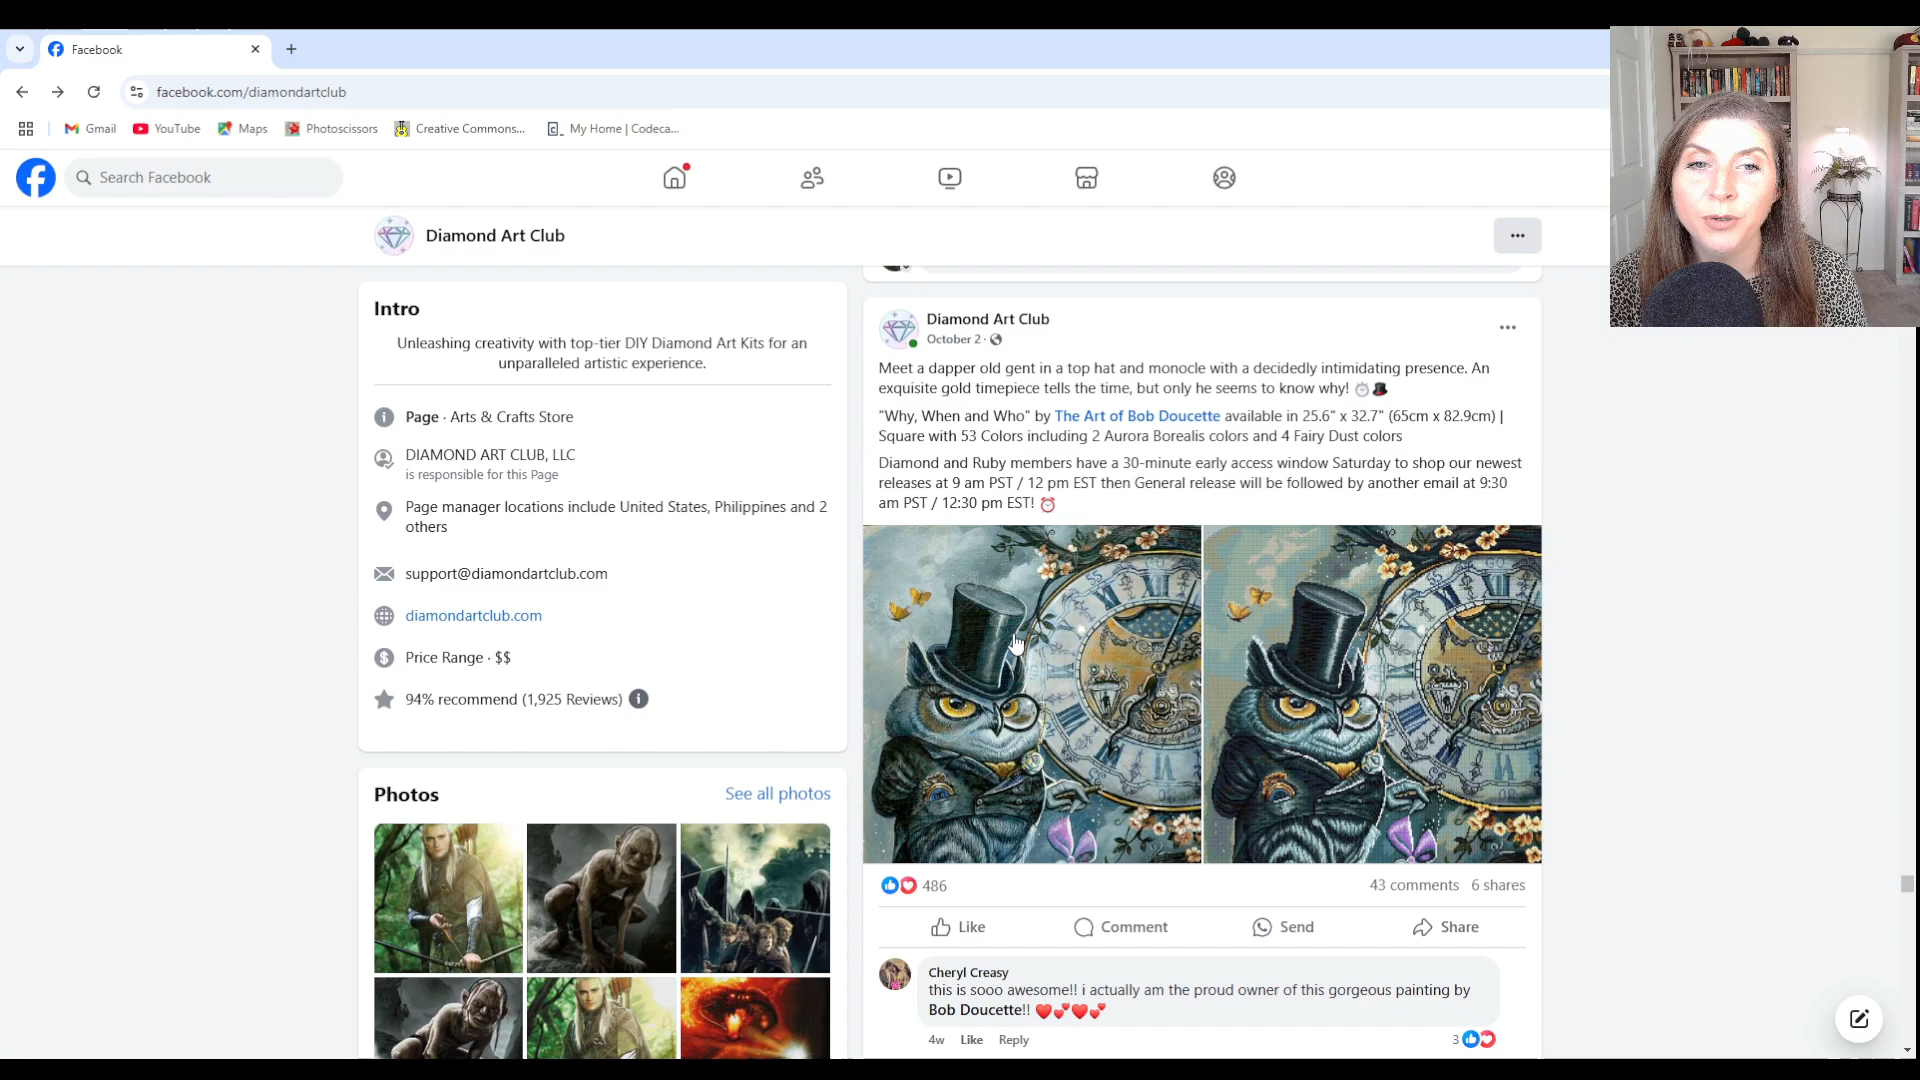 Facebook
facebook.com/diamondartclub
Gmail
YouTube
Maps
Photoscissors
Creative Commons...
My Home | Codeca...
Search Facebook
Diamond Art Club
Intro
Unleashing creativity with top-tier DIY Diamond Art Kits for an
unparalleled artistic experience.
Page · Arts & Crafts Store
DIAMOND ART CLUB, LLC
is responsible for this Page
Page manager locations include United States, Philippines and 2
others
support@diamondartclub.com
diamondartclub.com
Price Range · $$
94% recommend (1,925 Reviews)
Photos
See all photos
Diamond Art Club
October 2 ·
Meet a dapper old gent in a top hat and monocle with a decidedly intimidating presence. An
exquisite gold timepiece tells the time, but only he seems to know why! ⏱🎩
"Why, When and Who" by The Art of Bob Doucette available in 25.6" x 32.7" (65cm x 82.9cm) |
Square with 53 Colors including 2 Aurora Borealis colors and 4 Fairy Dust colors
Diamond and Ruby members have a 30-minute early access window Saturday to shop our newest
releases at 9 am PST / 12 pm EST then General release will be followed by another email at 9:30
am PST / 12:30 pm EST! ⏰
486
43 comments
6 shares
Like
Comment
Send
Share
Cheryl Creasy
this is sooo awesome!! i actually am the proud owner of this gorgeous painting by
Bob Doucette!! ❤️💕❤️💕
4w
Like
Reply
3